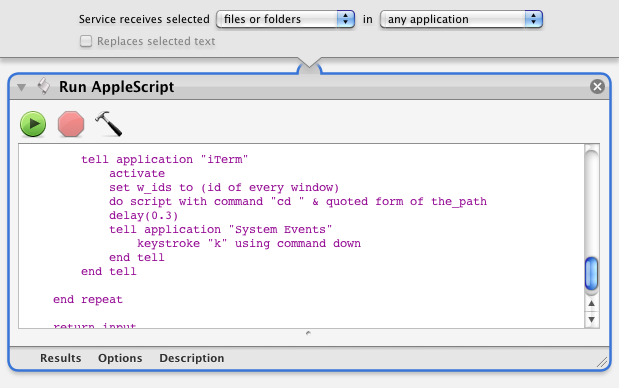 Service receives selected files or folders in any application
Replaces selected text
Run AppleScript
tell application "iTerm"
activate
set w_ids to (id of every window)
do script with command "cd " & quoted form of the_path
delay(0.3)
tell application "System Events"
keystroke "k" using command down
end tell
end tell
end repeat
return input
Results Options Description